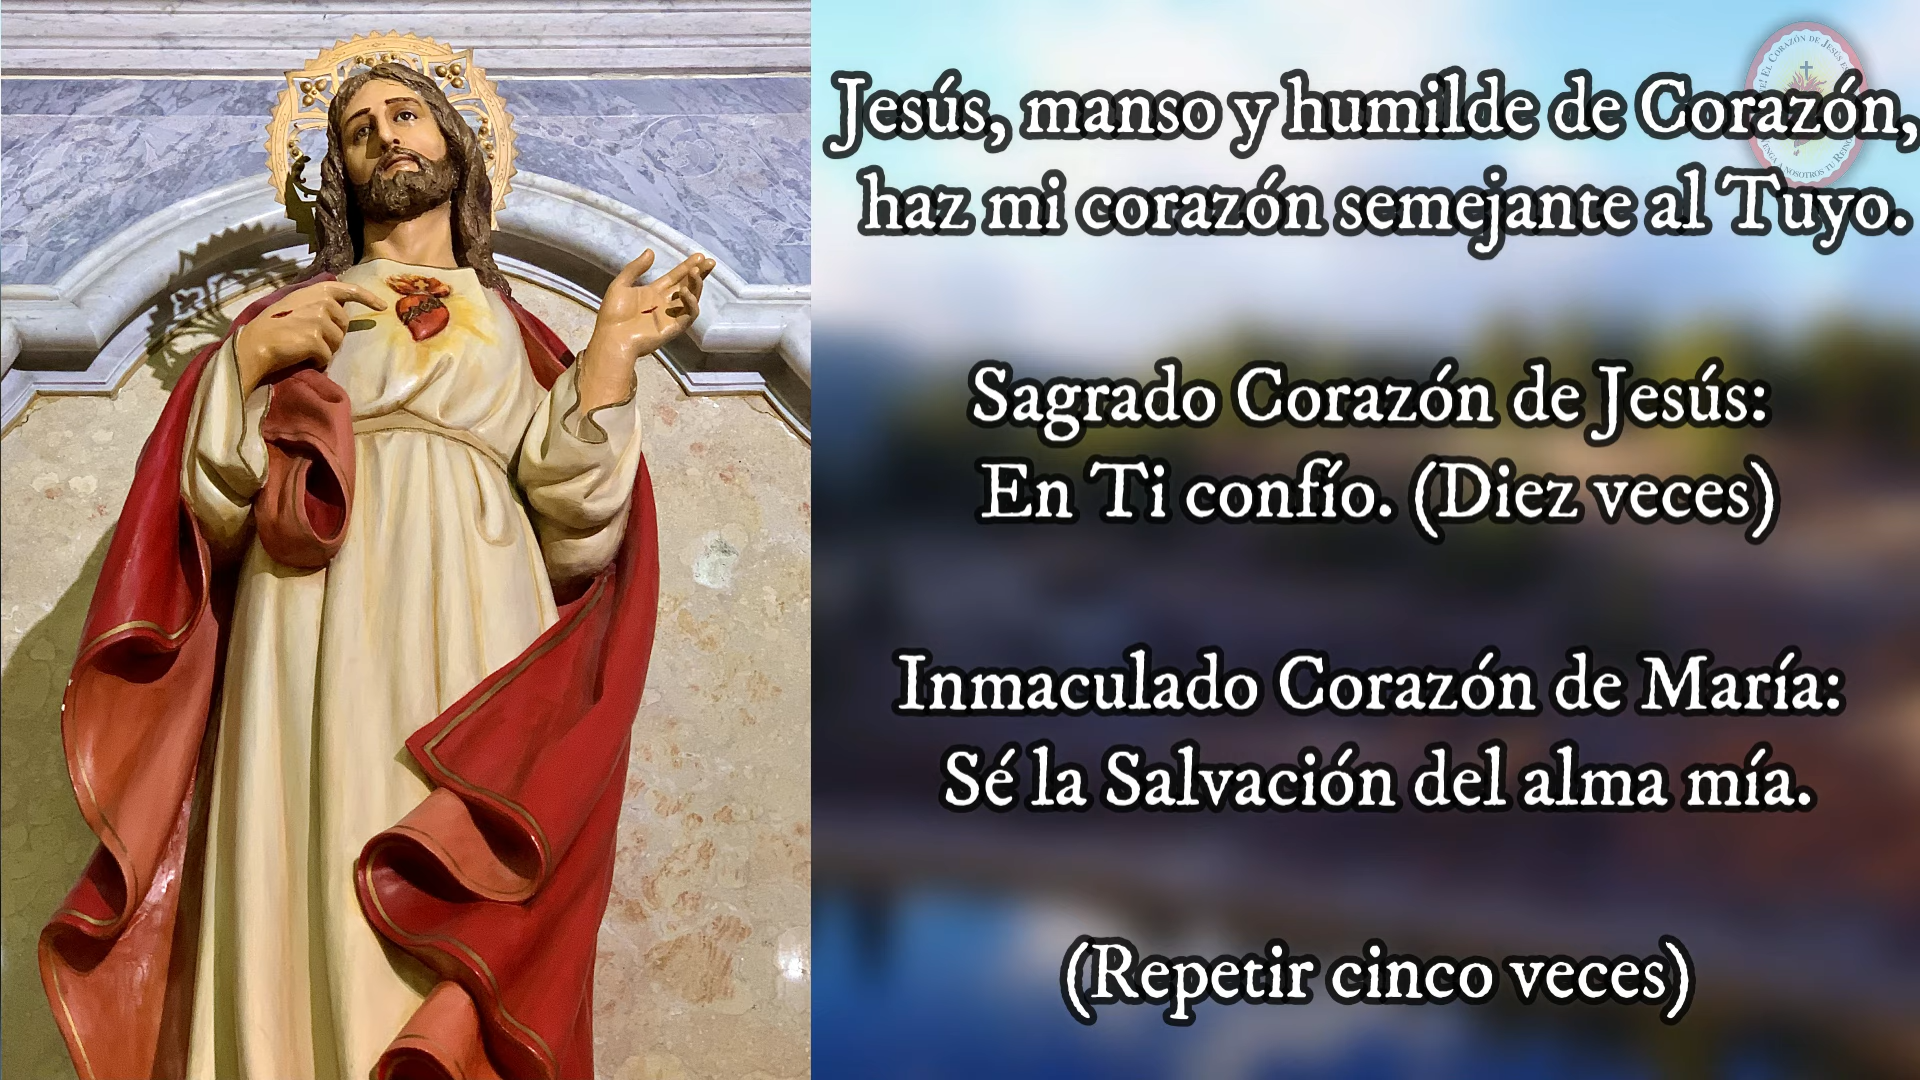 Jesús, manso y humilde de Corazón,
haz mi corazón semejante al Tuyo.
Sagrado Corazón de Jesús:
En Ti confío. (Diez veces)
Inmaculado Corazón de María:
Sé la Salvación del alma mía.
(Repetir cinco veces)